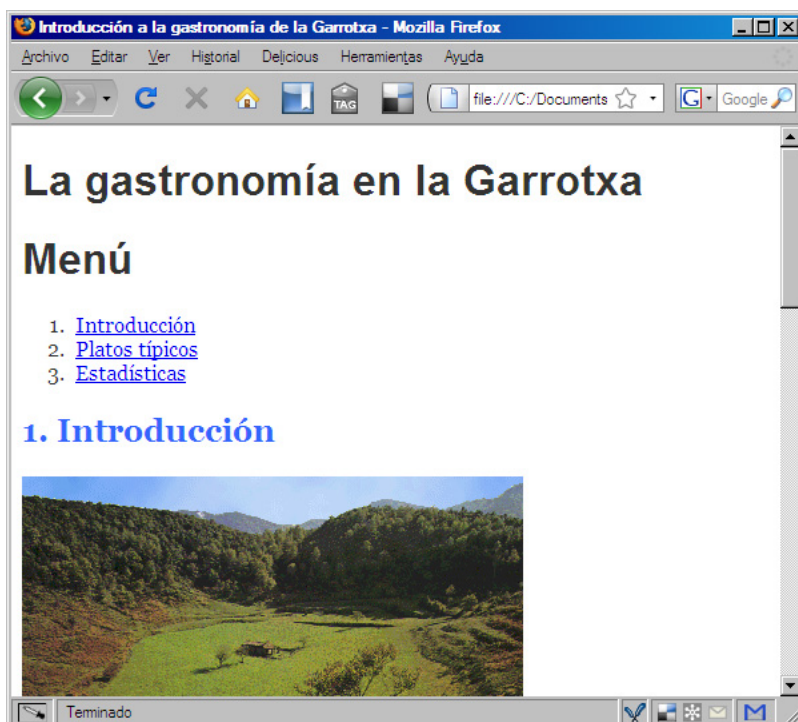 Introducción a la gastronomía de la Garrotxa - Mozilla Firefox
Archivo Editar Ver Historial Delicious Herramientas Ayuda
TAG file:///C:/Documents G Google
La gastronomía en la Garrotxa
Menú
1. Introducción
2. Platos típicos
3. Estadísticas
1. Introducción
Terminado